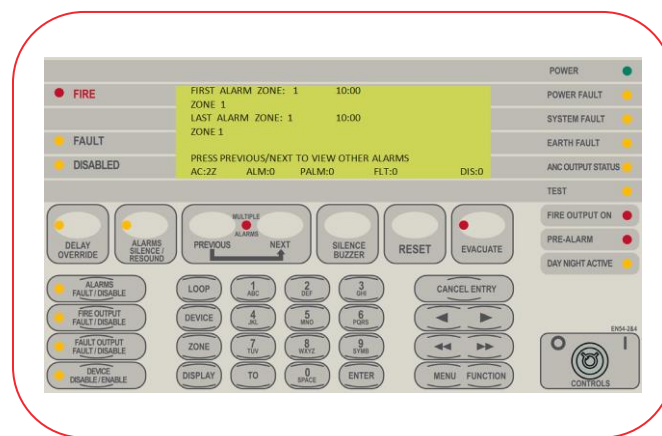 FIRE
FAULT
DISABLED
FIRST ALARM ZONE: 1 10:00
ZONE 1
LAST ALARM ZONE: 1 10:00
ZONE 1
PRESS PREVIOUS/NEXT TO VIEW OTHER ALARMS
AC:2Z ALM:0 PALM:0 FLT:0 DIS:0
POWER
POWER FAULT
SYSTEM FAULT
EARTH FAULT
ANC OUTPUT STATUS
TEST
FIRE OUTPUT ON
PRE-ALARM
DAY NIGHT ACTIVE
DELAY
OVERRIDE
ALARMS
SILENCE /
RESOUND
MULTIPLE
ALARMS
PREVIOUS NEXT
SILENCE
BUZZER
RESET
EVACUATE
ALARMS
FAULT / DISABLE
FIRE OUTPUT
FAULT / DISABLE
FAULT OUTPUT
FAULT / DISABLE
DEVICE
DISABLE / ENABLE
LOOP
1
ABC
2
DEF
3
GHI
DEVICE
4
JKL
5
MNO
6
PQRS
ZONE
7
TUV
8
WXYZ
9
SYMB
DISPLAY
TO
0
SPACE
ENTER
CANCEL ENTRY
MENU FUNCTION
EN54-2&4
O I
CONTROLS